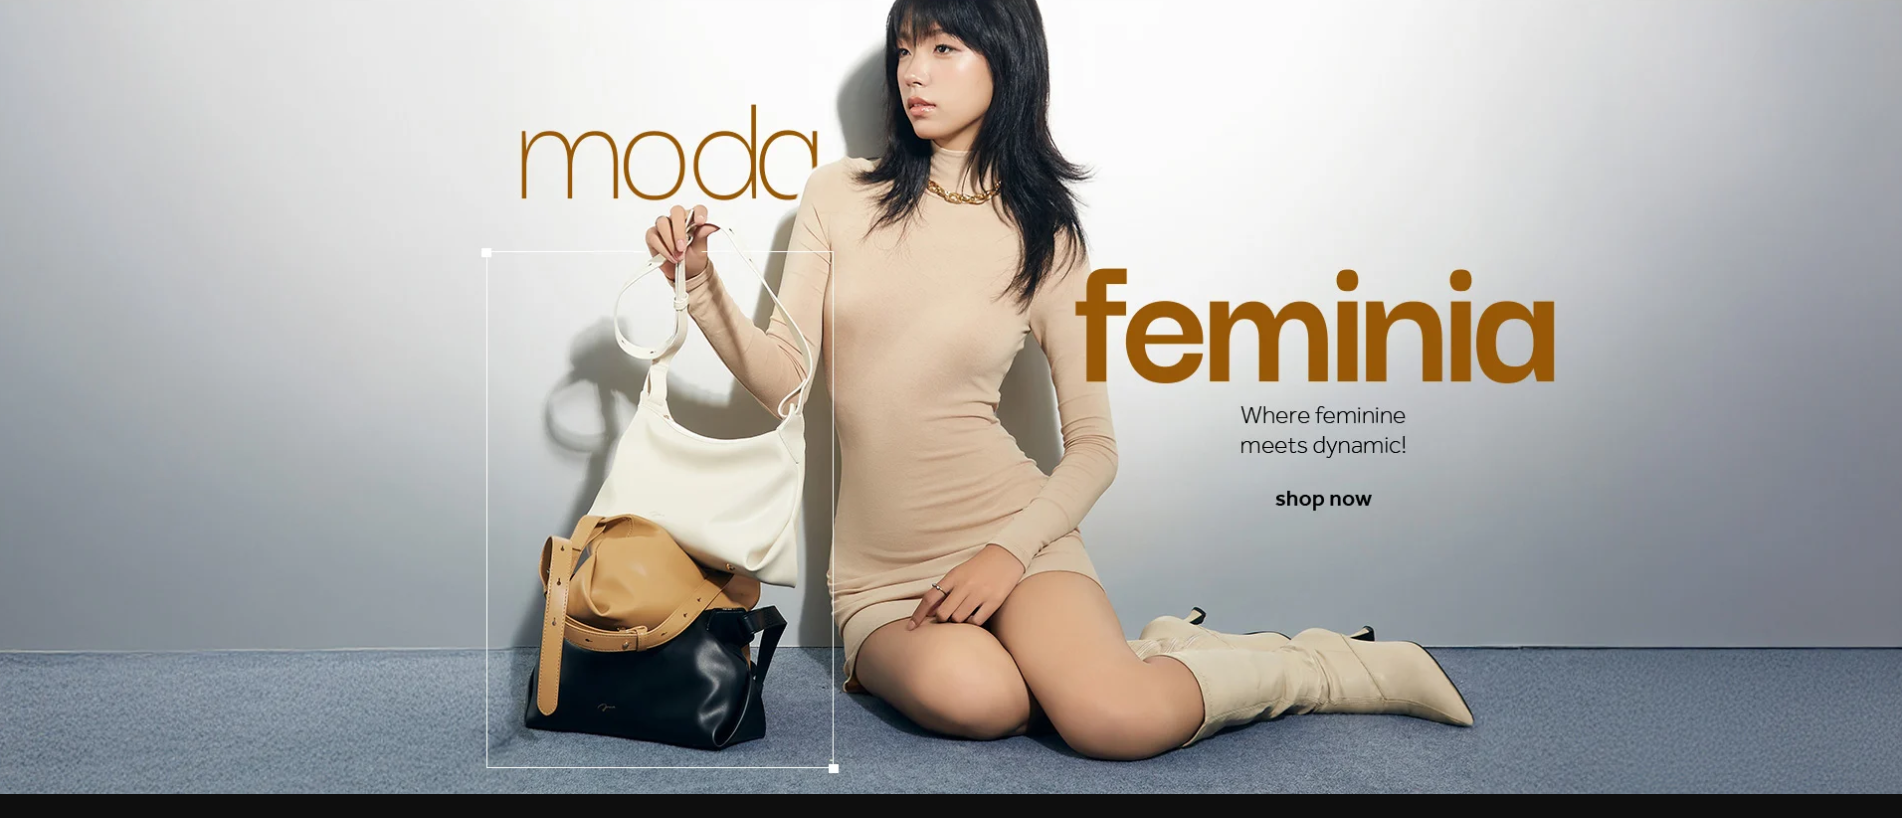 moda
feminia
Where feminine
meets dynamic!
shop now